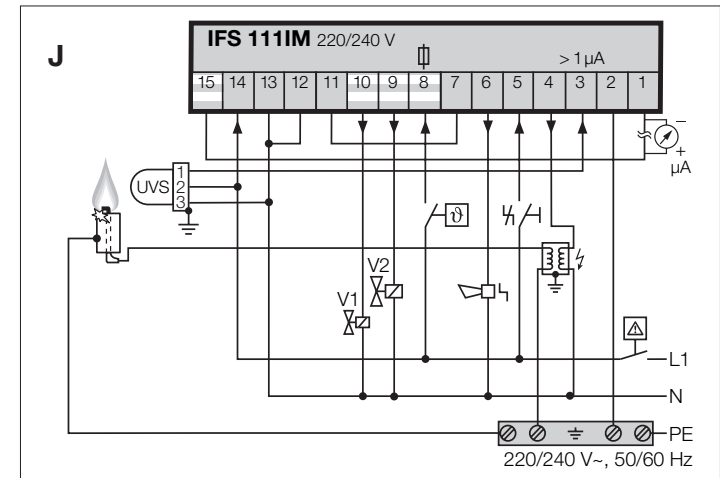 J
IFS 111IM 220/240 V
> 1 µA
15 14 13 12 11 10 9 8 7 6 5 4 3 2 1
−
+
µA
UVS
1
2
3
ϑ
V2
V1
L1
N
PE
220/240 V~, 50/60 Hz